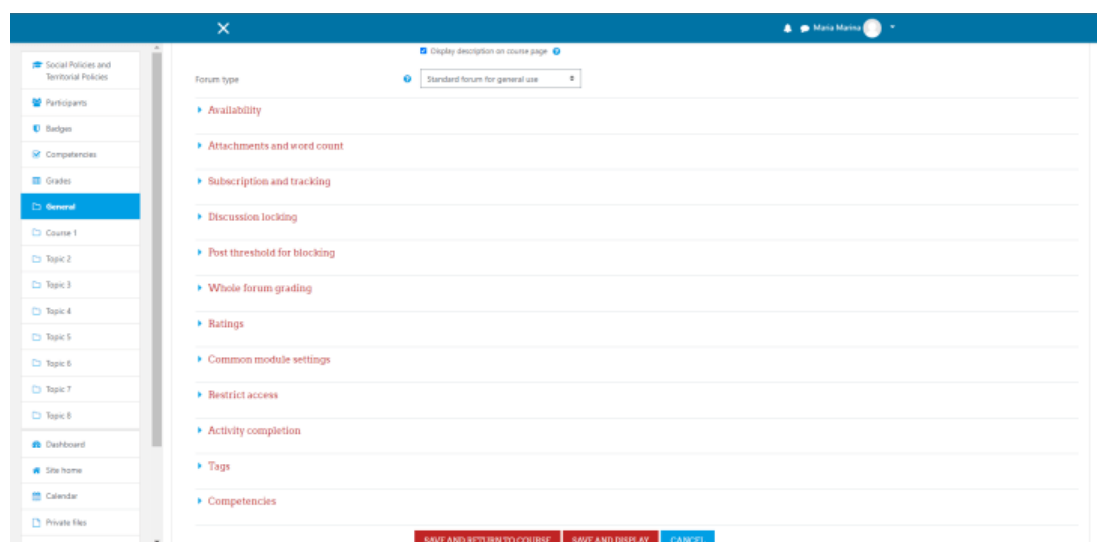 Maria Marina
Social Policies and
Territorial Policies
Participants
Badges
Competencies
Grades
General
Course 1
Topic 2
Topic 3
Topic 4
Topic 5
Topic 6
Topic 7
Topic 8
Dashboard
Site home
Calendar
Private files
Display description on course page
Forum type
Standard forum for general use
Availability
Attachments and word count
Subscription and tracking
Discussion locking
Post threshold for blocking
Whole forum grading
Ratings
Common module settings
Restrict access
Activity completion
Tags
Competencies
SAVE AND RETURN TO COURSE SAVE AND DISPLAY CANCEL